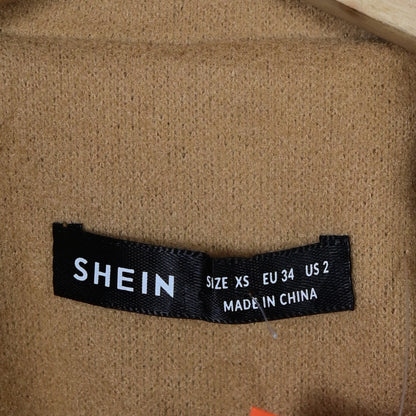 SHEIN
SIZE XS EU 34 US 2
MADE IN CHINA